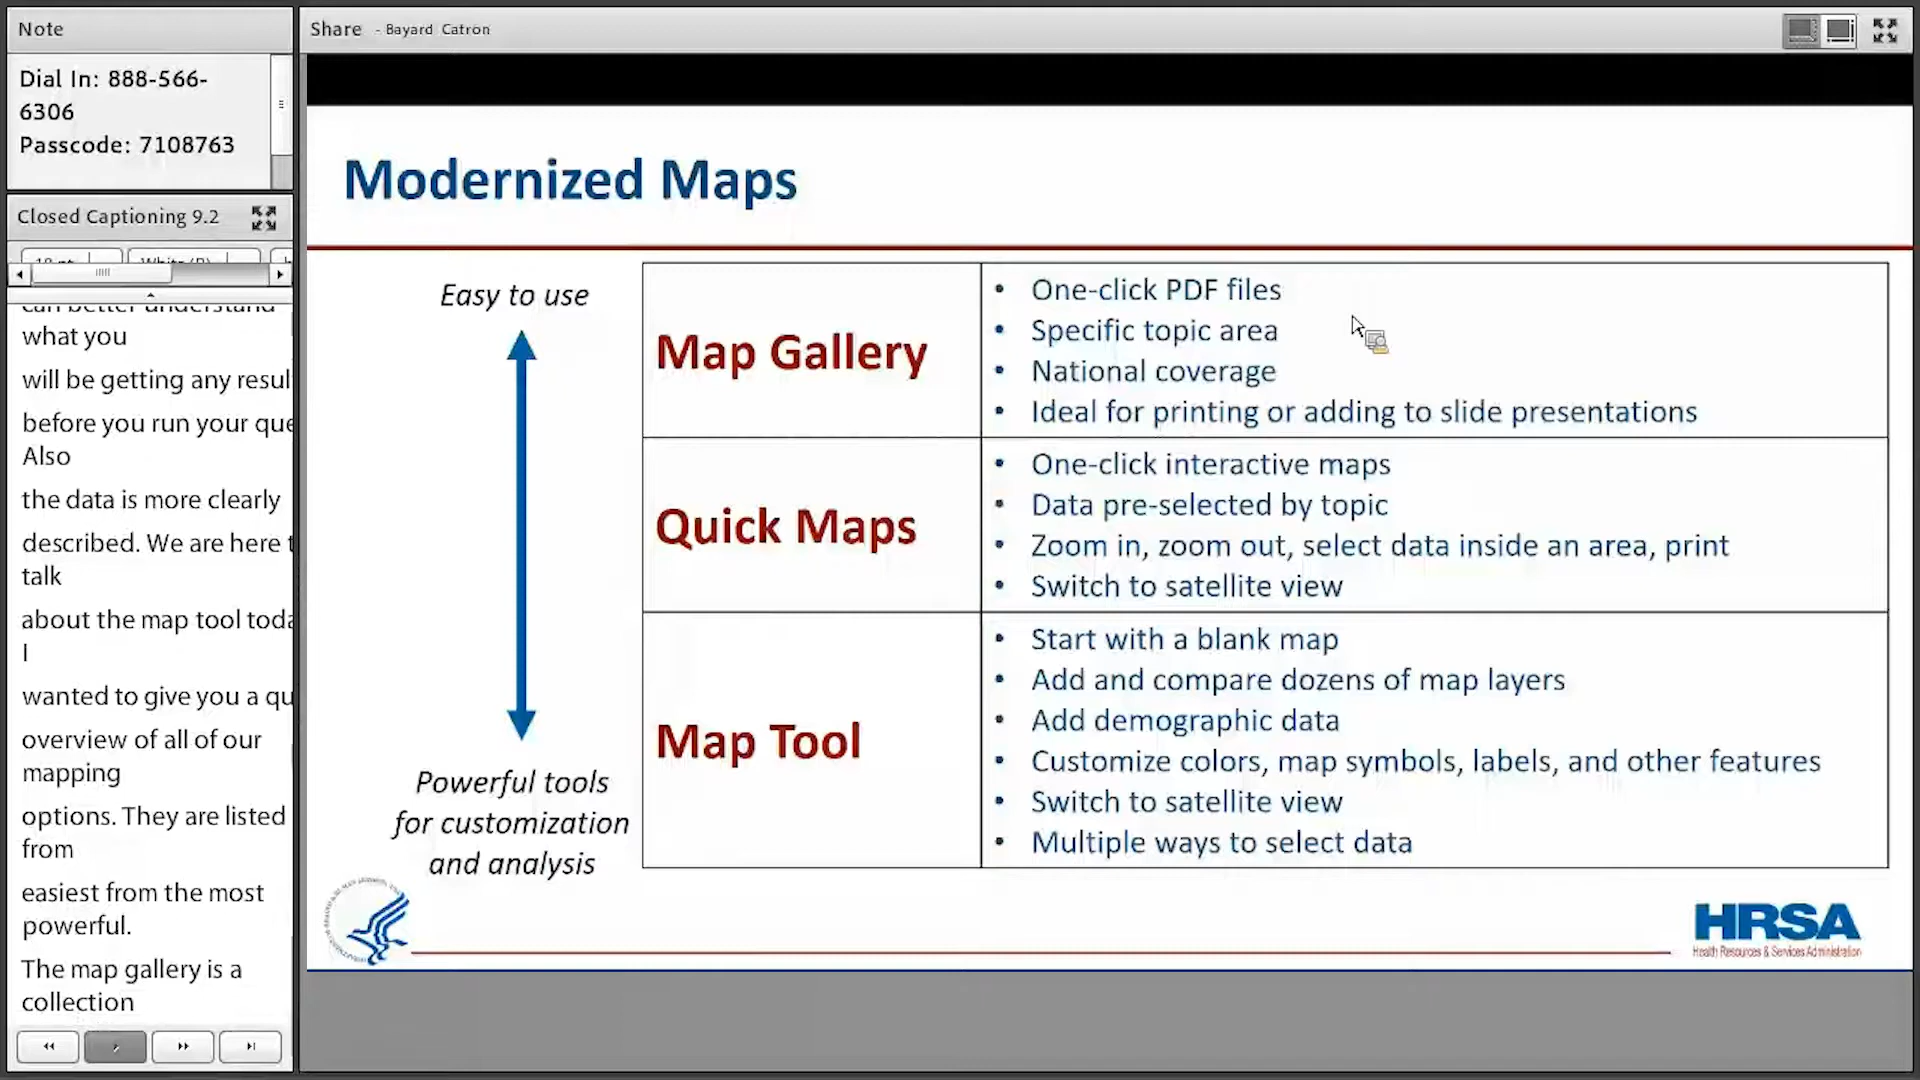 Note
Dial In: 888-566-
6306
Passcode: 7108763
Closed Captioning 9.2
can better understand
what you
will be getting any resul
before you run your que
Also
the data is more clearly
described. We are here t
talk
about the map tool toda
I
wanted to give you a qu
overview of all of our
mapping
options. They are listed
from
easiest from the most
powerful.
The map gallery is a
collection
Share - Bayard Catron
Modernized Maps
Easy to use
Powerful tools
for customization
and analysis
Map Gallery
• One-click PDF files
• Specific topic area
• National coverage
• Ideal for printing or adding to slide presentations
Quick Maps
• One-click interactive maps
• Data pre-selected by topic
• Zoom in, zoom out, select data inside an area, print
• Switch to satellite view
Map Tool
• Start with a blank map
• Add and compare dozens of map layers
• Add demographic data
• Customize colors, map symbols, labels, and other features
• Switch to satellite view
• Multiple ways to select data
HRSA
Health Resources & Services Administration